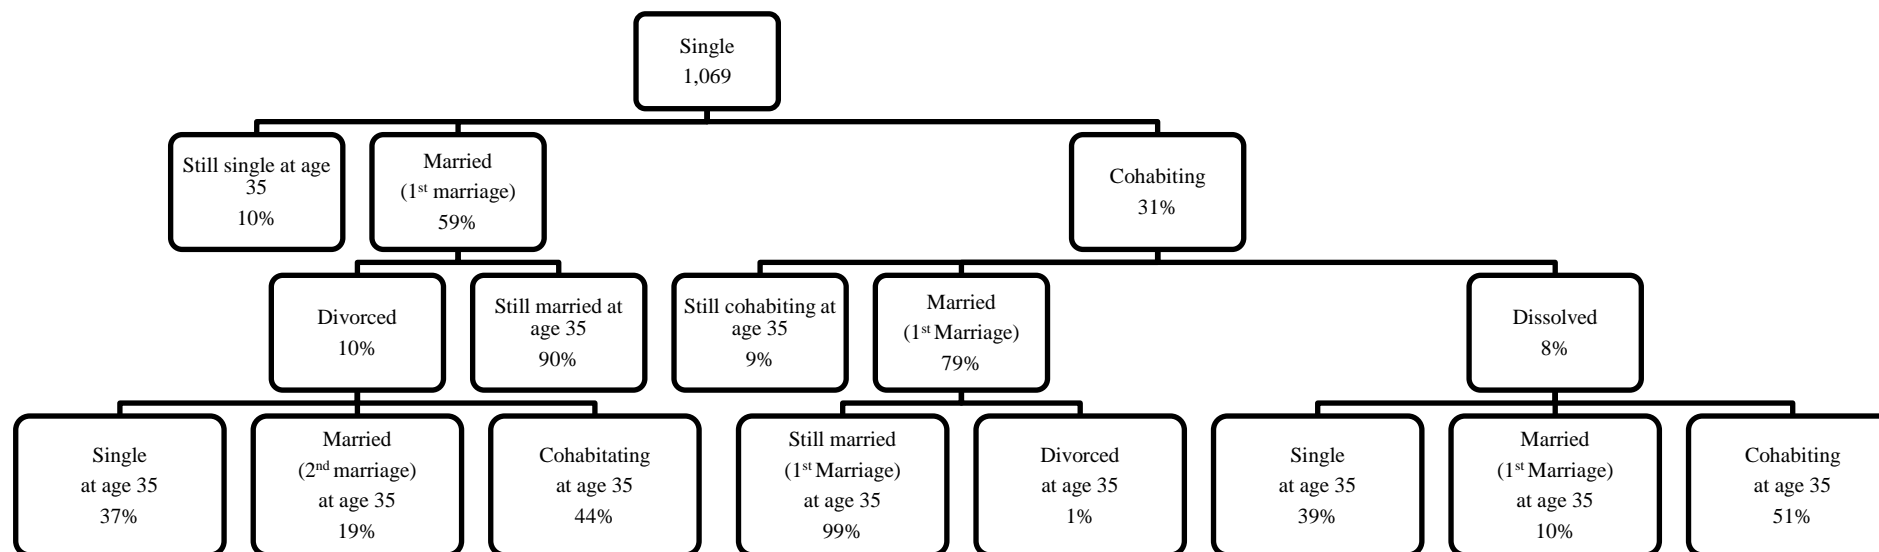 Single
1,069
Still single at age
35
10%
Married
(1st marriage)
59%
Cohabiting
31%
Divorced
10%
Still married at
age 35
90%
Still cohabiting at
age 35
9%
Married
(1st Marriage)
79%
Dissolved
8%
Single
at age 35
37%
Married
(2nd marriage)
at age 35
19%
Cohabitating
at age 35
44%
Still married
(1st Marriage)
at age 35
99%
Divorced
at age 35
1%
Single
at age 35
39%
Married
(1st Marriage)
at age 35
10%
Cohabiting
at age 35
51%